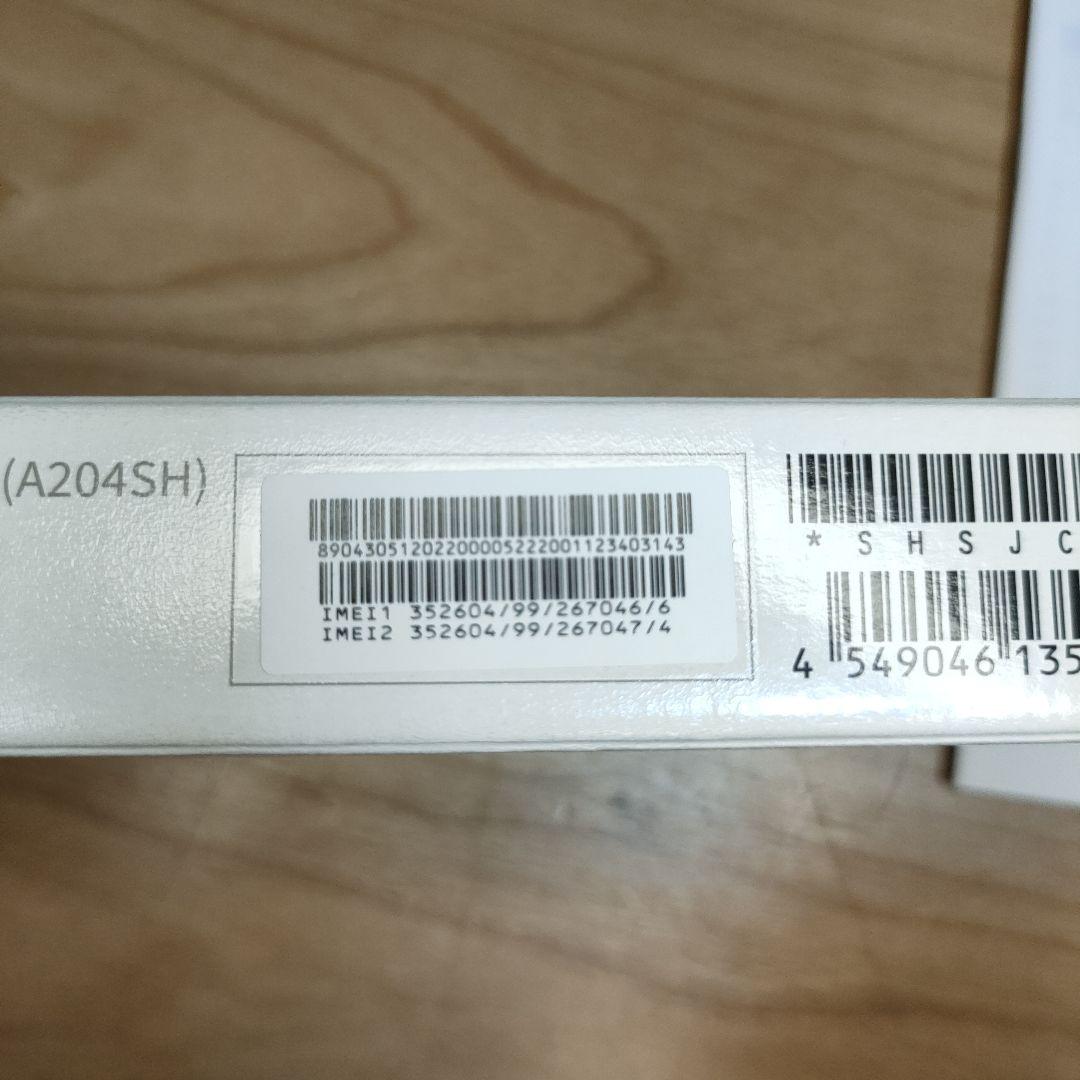 (A204SH)
89043051202200005222001123403143
IMEI1 352604/99/267046/6
IMEI2 352604/99/267047/4
* S H S J C
4 549046 135